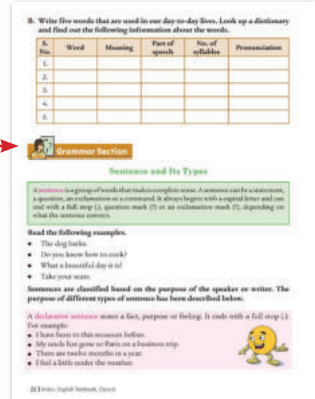 B. Write five words that are used in our day-to-day lives. Look up a dictionary
and find out the following information about the words.
S. No. Word Meaning Part of speech No. of syllables Pronunciation
1.
2.
3.
4.
5.
Grammar Section
Sentence and Its Types
A sentence is a group of words that makes complete sense. A sentence can be a statement,
a question, an exclamation or a command. It always begins with a capital letter and can
end with a full stop (.), question mark (?) or an exclamation mark (!), depending on
what the sentence conveys.
Read the following examples.
• The dog barks.
• Do you know how to cook?
• What a beautiful day it is!
• Take your seats.
Sentences are classified based on the purpose of the speaker or writer. The
purpose of different types of sentence has been described below.
A declarative sentence states a fact, purpose or feeling. It ends with a full stop (.).
For example:
• I have been to this museum before.
• My uncle has gone to Paris on a business trip.
• There are twelve months in a year.
• I feel a little under the weather.
English Textbook, Class 6